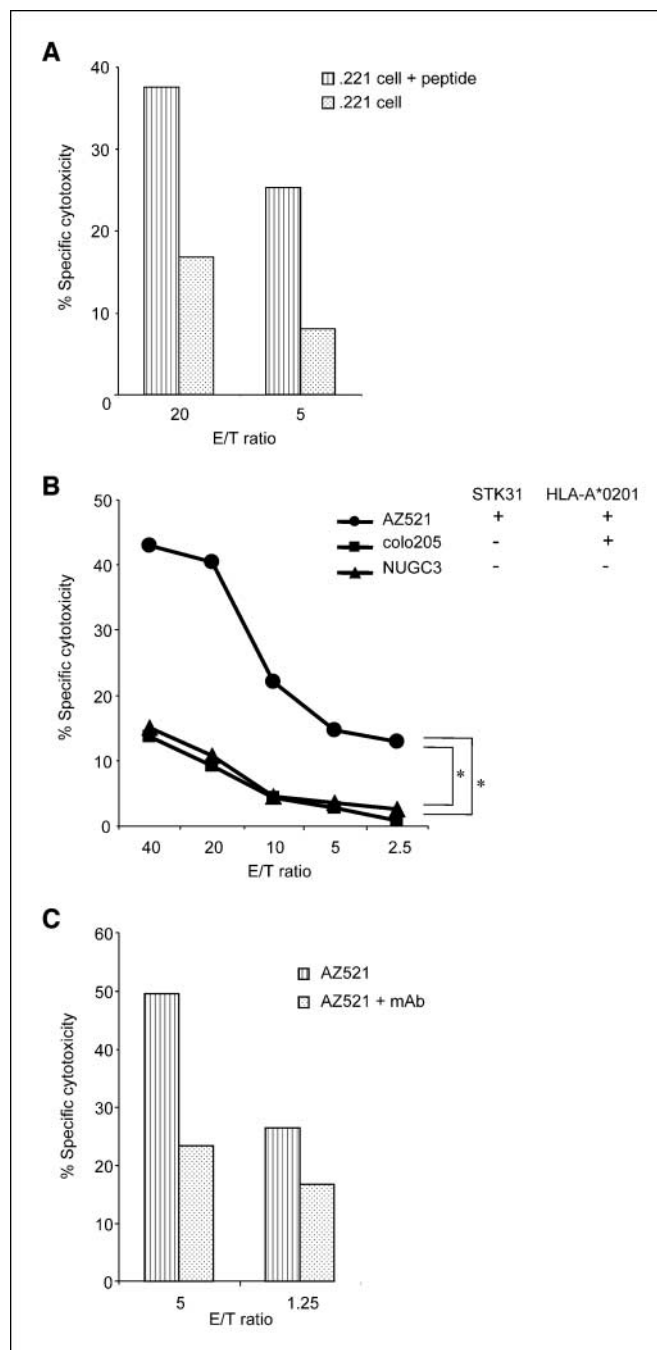 A
40
30
20
10
0
% Specific cytotoxicity
.221 cell + peptide
.221 cell
20 5
E/T ratio
B
50
40
30
20
10
0
% Specific cytotoxicity
STK31 HLA-A*0201
AZ521 + +
colo205 - +
NUGC3 - -
*
*
40 20 10 5 2.5
E/T ratio
C
60
50
40
30
20
10
0
% Specific cytotoxicity
AZ521
AZ521 + mAb
5 1.25
E/T ratio